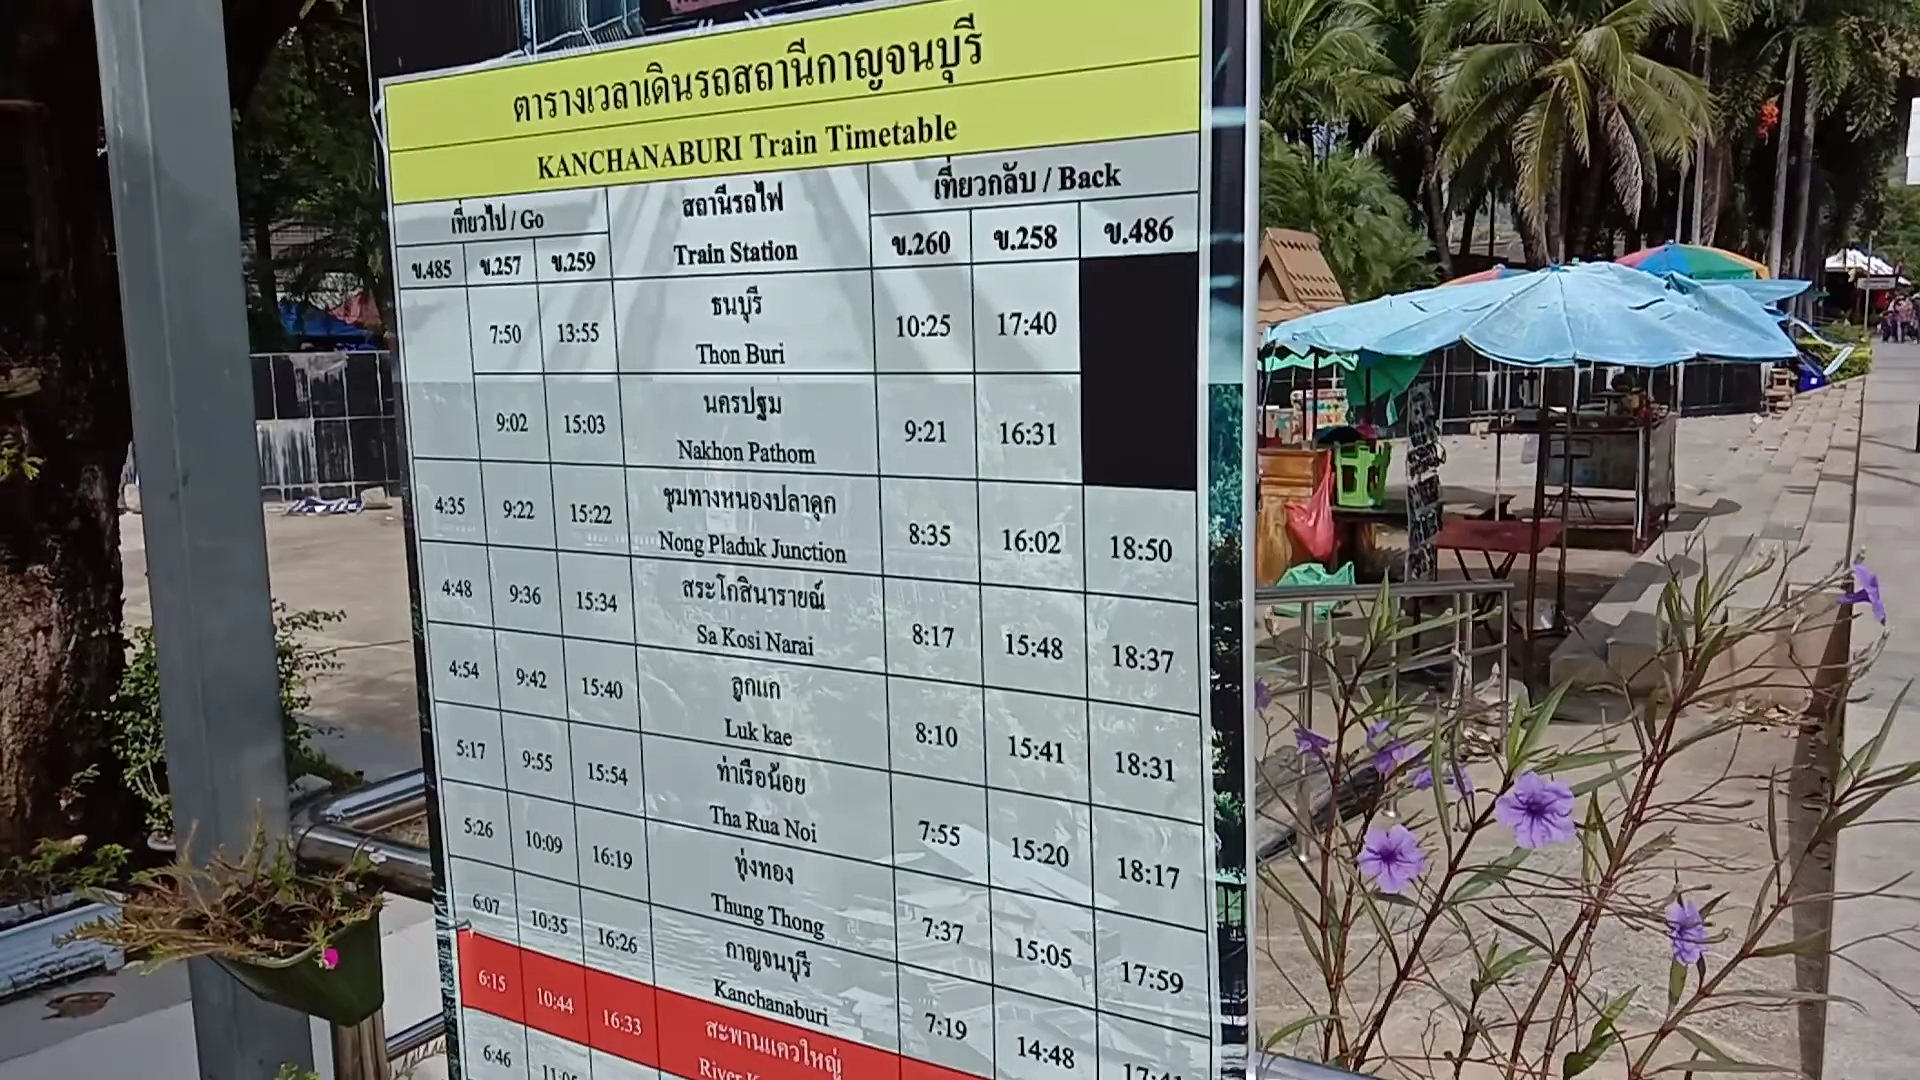 ตารางเวลาเดินรถสถานีกาญจนบุรี
KANCHANABURI Train Timetable
เที่ยวไป / Go สถานีรถไฟ Train Station เที่ยวกลับ / Back
ข.485 ข.257 ข.259 ข.260 ข.258 ข.486
7:50 13:55 ธนบุรี Thon Buri 10:25 17:40
9:02 15:03 นครปฐม Nakhon Pathom 9:21 16:31
4:35 9:22 15:22 ชุมทางหนองปลาดุก Nong Pladuk Junction 8:35 16:02 18:50
4:48 9:36 15:34 สระโกสินารายณ์ Sa Kosi Narai 8:17 15:48 18:37
4:54 9:42 15:40 ลูกแก Luk kae 8:10 15:41 18:31
5:17 9:55 15:54 ท่าเรือน้อย Tha Rua Noi 7:55 15:20 18:17
5:26 10:09 16:19 ทุ่งทอง Thung Thong 7:37 15:05 17:59
6:07 10:35 16:26 กาญจนบุรี Kanchanaburi 7:19 14:48
6:15 10:44 16:33 สะพานแควใหญ่ River
6:46